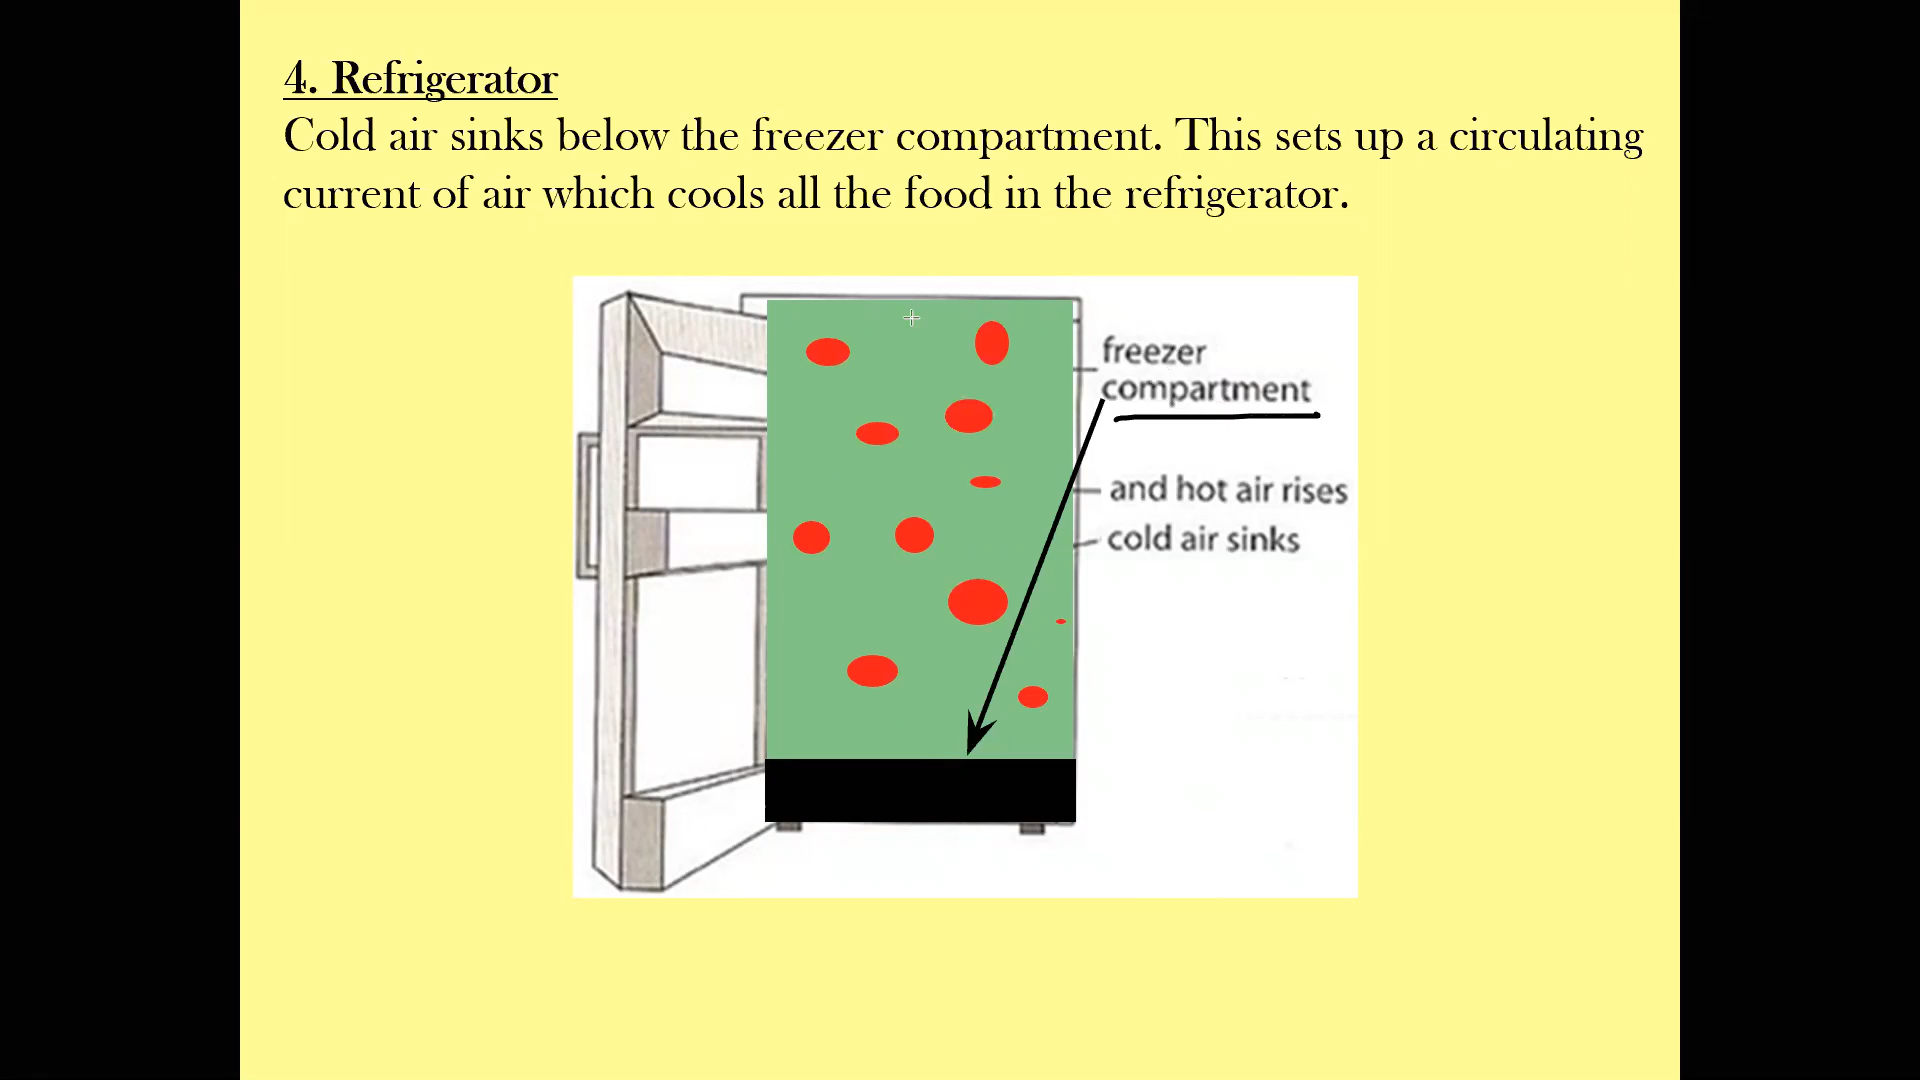 4. Refrigerator
Cold air sinks below the freezer compartment. This sets up a circulating
current of air which cools all the food in the refrigerator.
freezer
compartment
and hot air rises
cold air sinks